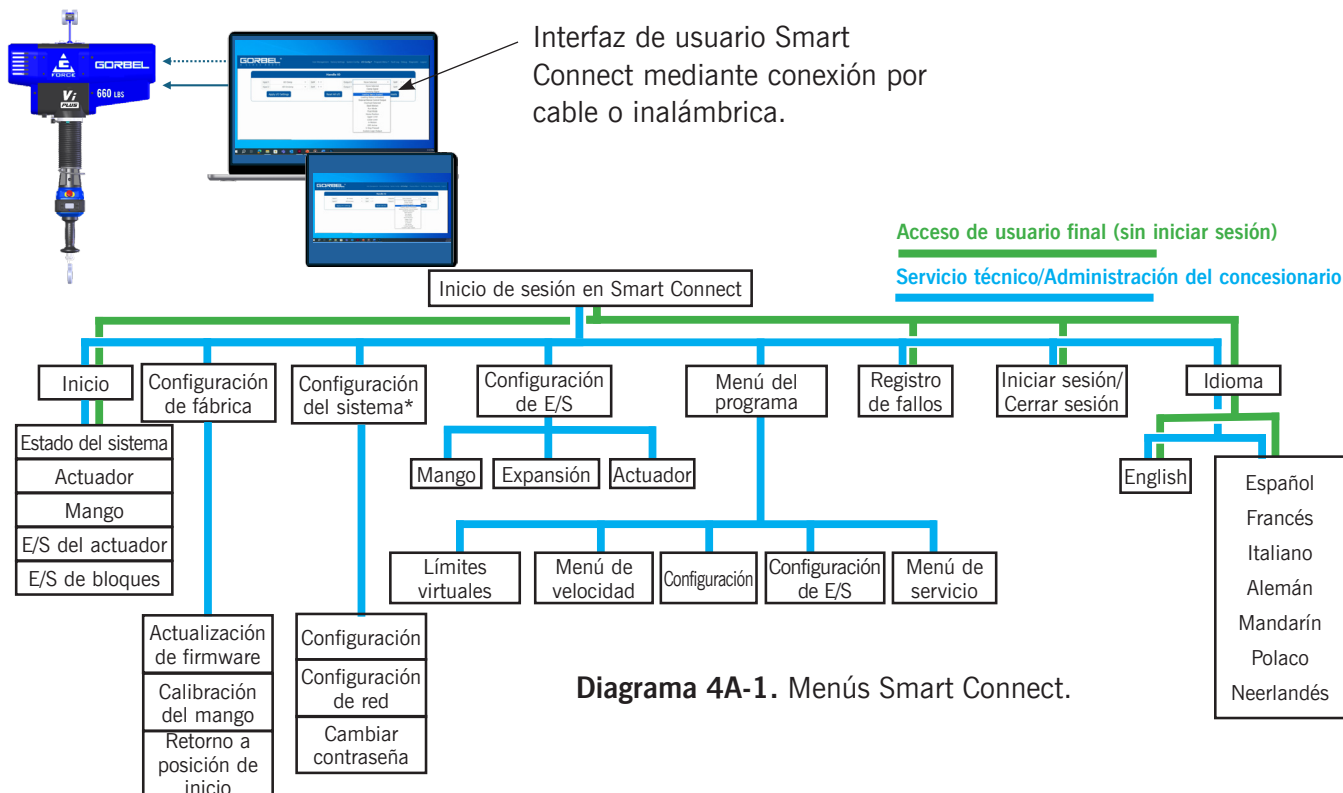 GORBEL
FORCE
660 LBS
Vi
PLUS
GORBEL
GORBEL
Interfaz de usuario Smart
Connect mediante conexión por
cable o inalámbrica.
Acceso de usuario final (sin iniciar sesión)
Servicio técnico/Administración del concesionario
Inicio de sesión en Smart Connect
Inicio
Configuración
de fábrica
Configuración
del sistema*
Configuración
de E/S
Menú del
programa
Registro
de fallos
Iniciar sesión/
Cerrar sesión
Idioma
Estado del sistema
Actuador
Mango
E/S del actuador
E/S de bloques
Mango
Expansión
Actuador
English
Español
Francés
Italiano
Alemán
Mandarín
Polaco
Neerlandés
Límites
virtuales
Menú de
velocidad
Configuración
Configuración
de E/S
Menú de
servicio
Actualización
de firmware
Calibración
del mango
Retorno a
posición de
inicio
Configuración
Configuración
de red
Cambiar
contraseña
Diagrama 4A-1. Menús Smart Connect.